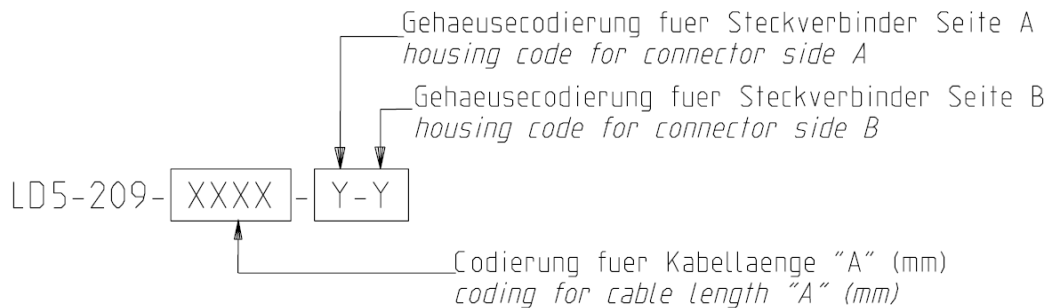 Gehaeusecodierung fuer Steckverbinder Seite A
housing code for connector side A
Gehaeusecodierung fuer Steckverbinder Seite B
housing code for connector side B
LD5-209-XXXX-Y-Y
Codierung fuer Kabellaenge "A" (mm)
coding for cable length "A" (mm)